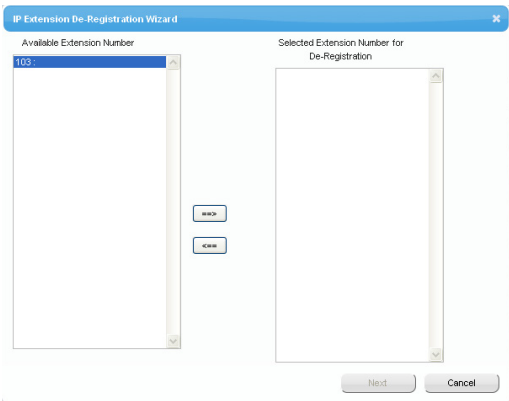 IP Extension De-Registration Wizard
Available Extension Number
Selected Extension Number for
De-Registration
103 :
==>
<==
Next
Cancel